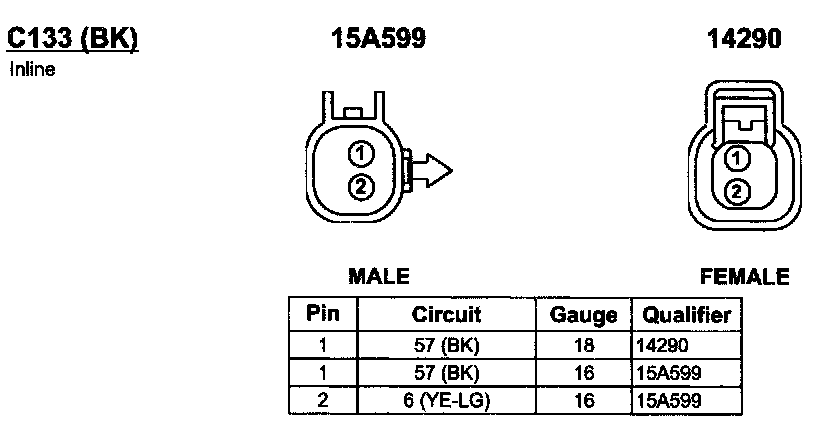 C133 (BK) 15A599 14290
Inline
1 1
2 2
MALE FEMALE
Pin Circuit Gauge Qualifier
1 57 (BK) 18 14290
1 57 (BK) 16 15A599
2 6 (YE-LG) 16 15A599